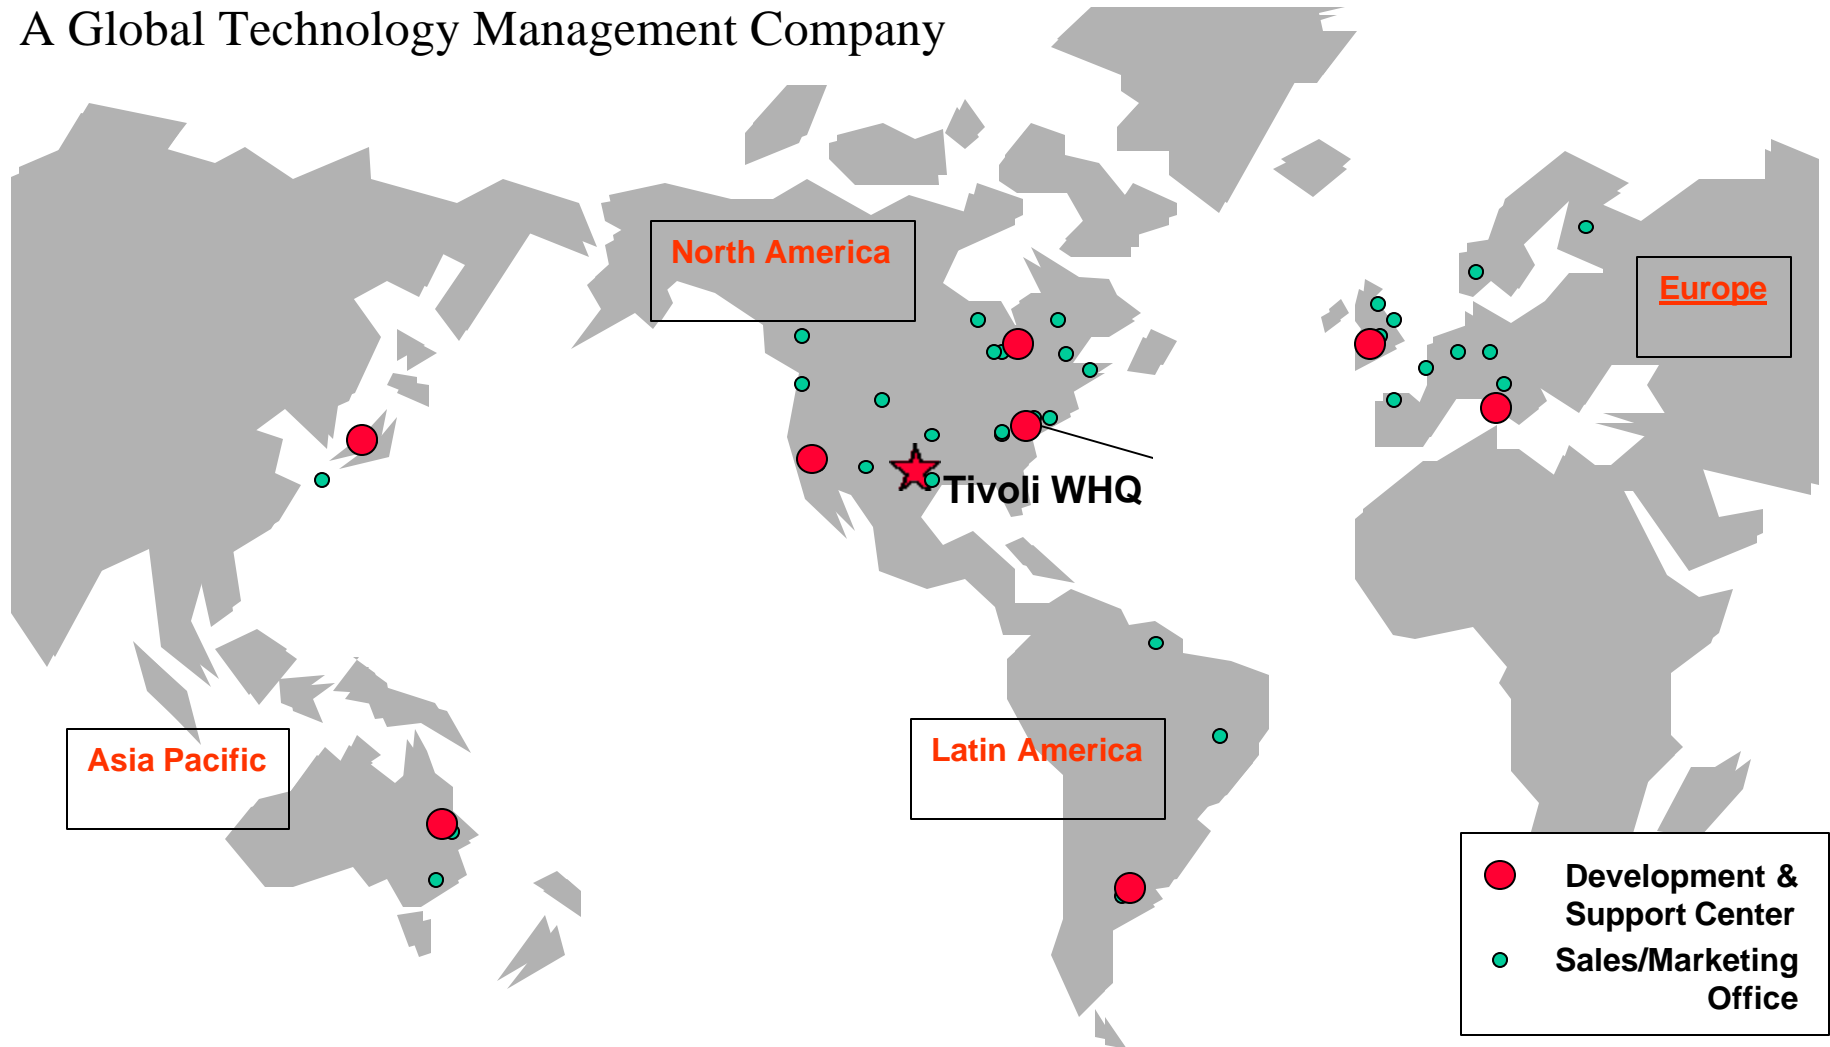 A Global Technology Management Company
North America
Europe
Tivoli WHQ
Asia Pacific
Latin America
Development &
Support Center
Sales/Marketing
Office